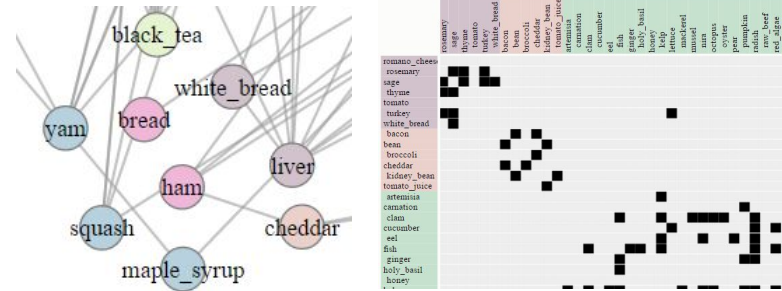 black_tea
white_bread
yam
bread
liver
ham
squash
cheddar
maple_syrup
rosemary
sage
thyme
tomato
turkey
white_bread
bacon
bean
broccoli
cheddar
kidney_bean
tomato_juice
artemisia
carnation
clam
cucumber
eel
fish
ginger
holy_basil
honey
kelp
lettuce
mackerel
mussel
nira
octopus
oyster
pear
pumpkin
radish
raw_beef
red_algae
romano_cheese
rosemary
sage
thyme
tomato
turkey
white_bread
bacon
bean
broccoli
cheddar
kidney_bean
tomato_juice
artemisia
carnation
clam
cucumber
eel
fish
ginger
holy_basil
honey